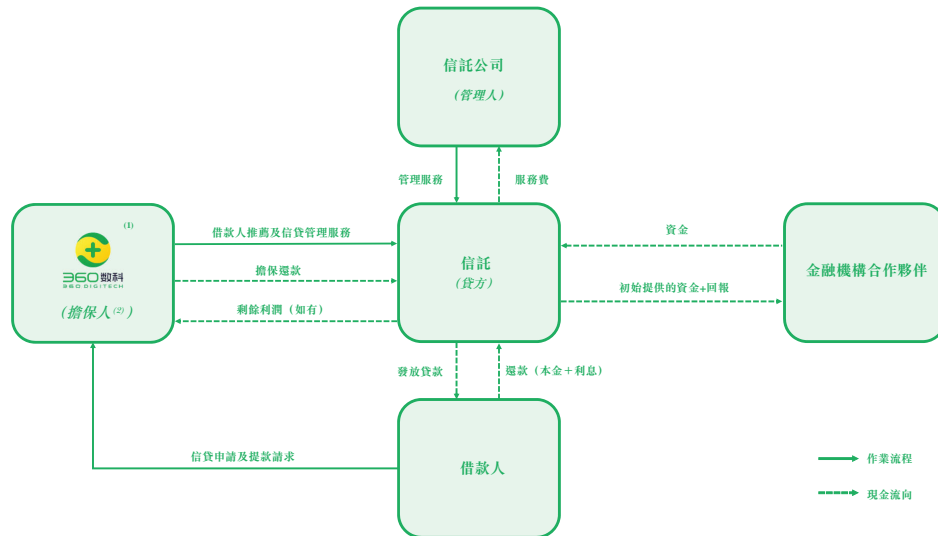 信託公司
(管理人)
管理服務
服務費
(1)
360数科
360 DIGITECH
(擔保人(2))
借款人推薦及信貸管理服務
擔保還款
剩餘利潤（如有）
信託
(貸方)
資金
初始提供的資金+回報
金融機構合作夥伴
發放貸款
還款（本金＋利息）
信貸申請及提款請求
借款人
作業流程
現金流向